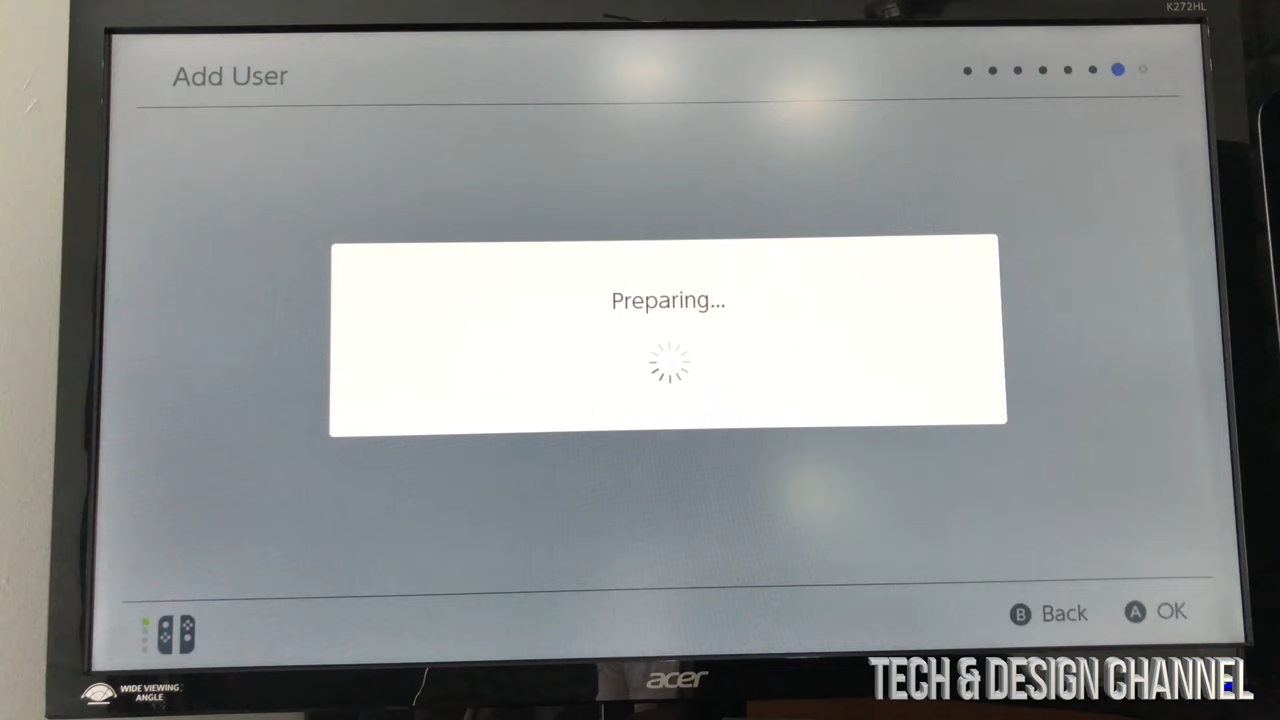 K272HL
Add User
Preparing...
B Back A OK
WIDE VIEWING
ANGLE
acer
TECH & DESIGN CHANNEL